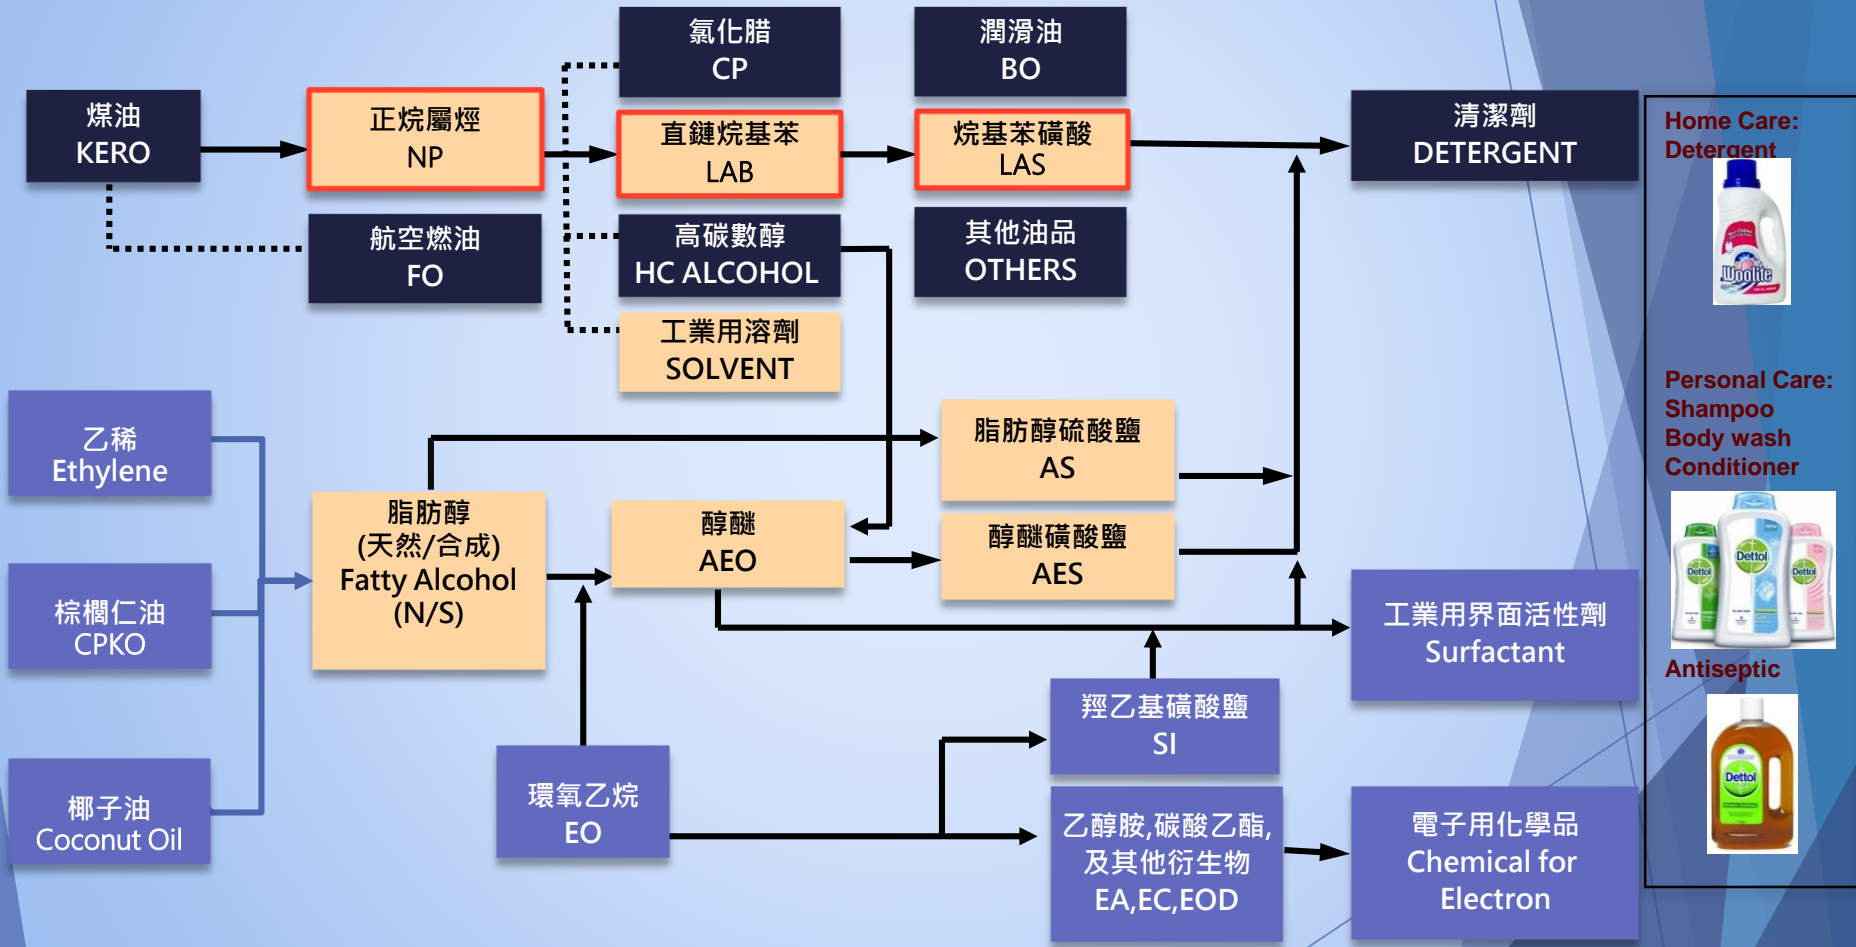 氯化腊
CP
潤滑油
BO
煤油
KERO
正烷屬烴
NP
直鏈烷基苯
LAB
烷基苯磺酸
LAS
清潔劑
DETERGENT
航空燃油
FO
高碳數醇
HC ALCOHOL
其他油品
OTHERS
工業用溶劑
SOLVENT
乙稀
Ethylene
棕櫚仁油
CPKO
椰子油
Coconut Oil
脂肪醇
(天然/合成)
Fatty Alcohol
(N/S)
醇醚
AEO
脂肪醇硫酸鹽
AS
醇醚磺酸鹽
AES
工業用界面活性劑
Surfactant
羥乙基磺酸鹽
SI
環氧乙烷
EO
乙醇胺,碳酸乙酯,
及其他衍生物
EA,EC,EOD
電子用化學品
Chemical for
Electron
Home Care:
Detergent
Woolite
Personal Care:
Shampoo
Body wash
Conditioner
Dettol
Dettol
Dettol
Antiseptic
Dettol